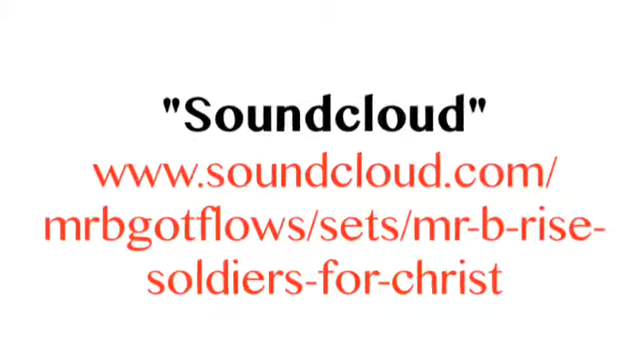 "Soundcloud"
www.soundcloud.com/
mrbgotflows/sets/mr-b-rise-
soldiers-for-christ